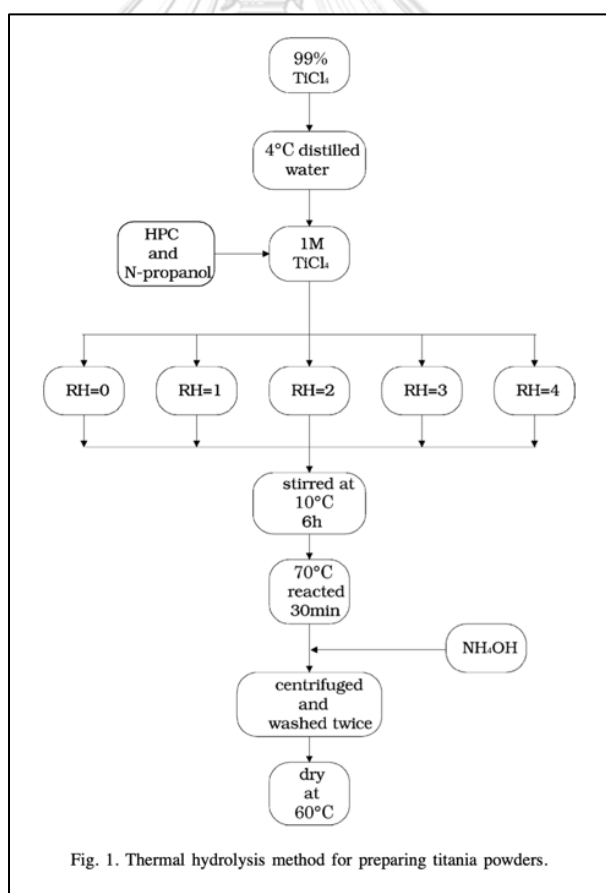 99%
TiCl₄
4°C distilled
water
HPC
and
N-propanol
1M
TiCl₄
RH=0
RH=1
RH=2
RH=3
RH=4
stirred at
10°C
6h
70°C
reacted
30min
NH₄OH
centrifuged
and
washed twice
dry
at
60°C
Fig. 1. Thermal hydrolysis method for preparing titania powders.